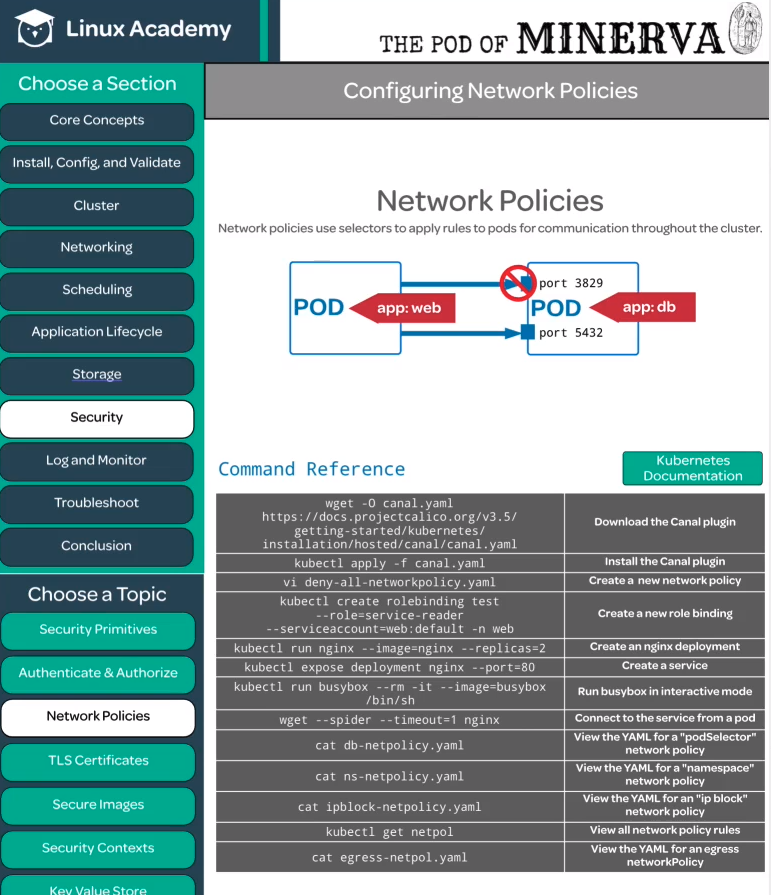 Linux Academy
THE POD OF MINERVA
Choose a Section
Core Concepts
Install, Config, and Validate
Cluster
Networking
Scheduling
Application Lifecycle
Storage
Security
Log and Monitor
Troubleshoot
Conclusion
Choose a Topic
Security Primitives
Authenticate & Authorize
Network Policies
TLS Certificates
Secure Images
Security Contexts
Key Value Store
Configuring Network Policies
Network Policies
Network policies use selectors to apply rules to pods for communication throughout the cluster.
POD
app: web
port 3829
POD
app: db
port 5432
Command Reference
Kubernetes
Documentation
wget -O canal.yaml
https://docs.projectcalico.org/v3.5/
getting-started/kubernetes/
installation/hosted/canal/canal.yaml
Download the Canal plugin
kubectl apply -f canal.yaml
Install the Canal plugin
vi deny-all-networkpolicy.yaml
Create a new network policy
kubectl create rolebinding test
--role=service-reader
--serviceaccount=web:default -n web
Create a new role binding
kubectl run nginx --image=nginx --replicas=2
Create an nginx deployment
kubectl expose deployment nginx --port=80
Create a service
kubectl run busybox --rm -it --image=busybox
/bin/sh
Run busybox in interactive mode
wget --spider --timeout=1 nginx
Connect to the service from a pod
cat db-netpolicy.yaml
View the YAML for a "podSelector"
network policy
cat ns-netpolicy.yaml
View the YAML for a "namespace"
network policy
cat ipblock-netpolicy.yaml
View the YAML for an "ip block"
network policy
kubectl get netpol
View all network policy rules
cat egress-netpol.yaml
View the YAML for an egress
networkPolicy